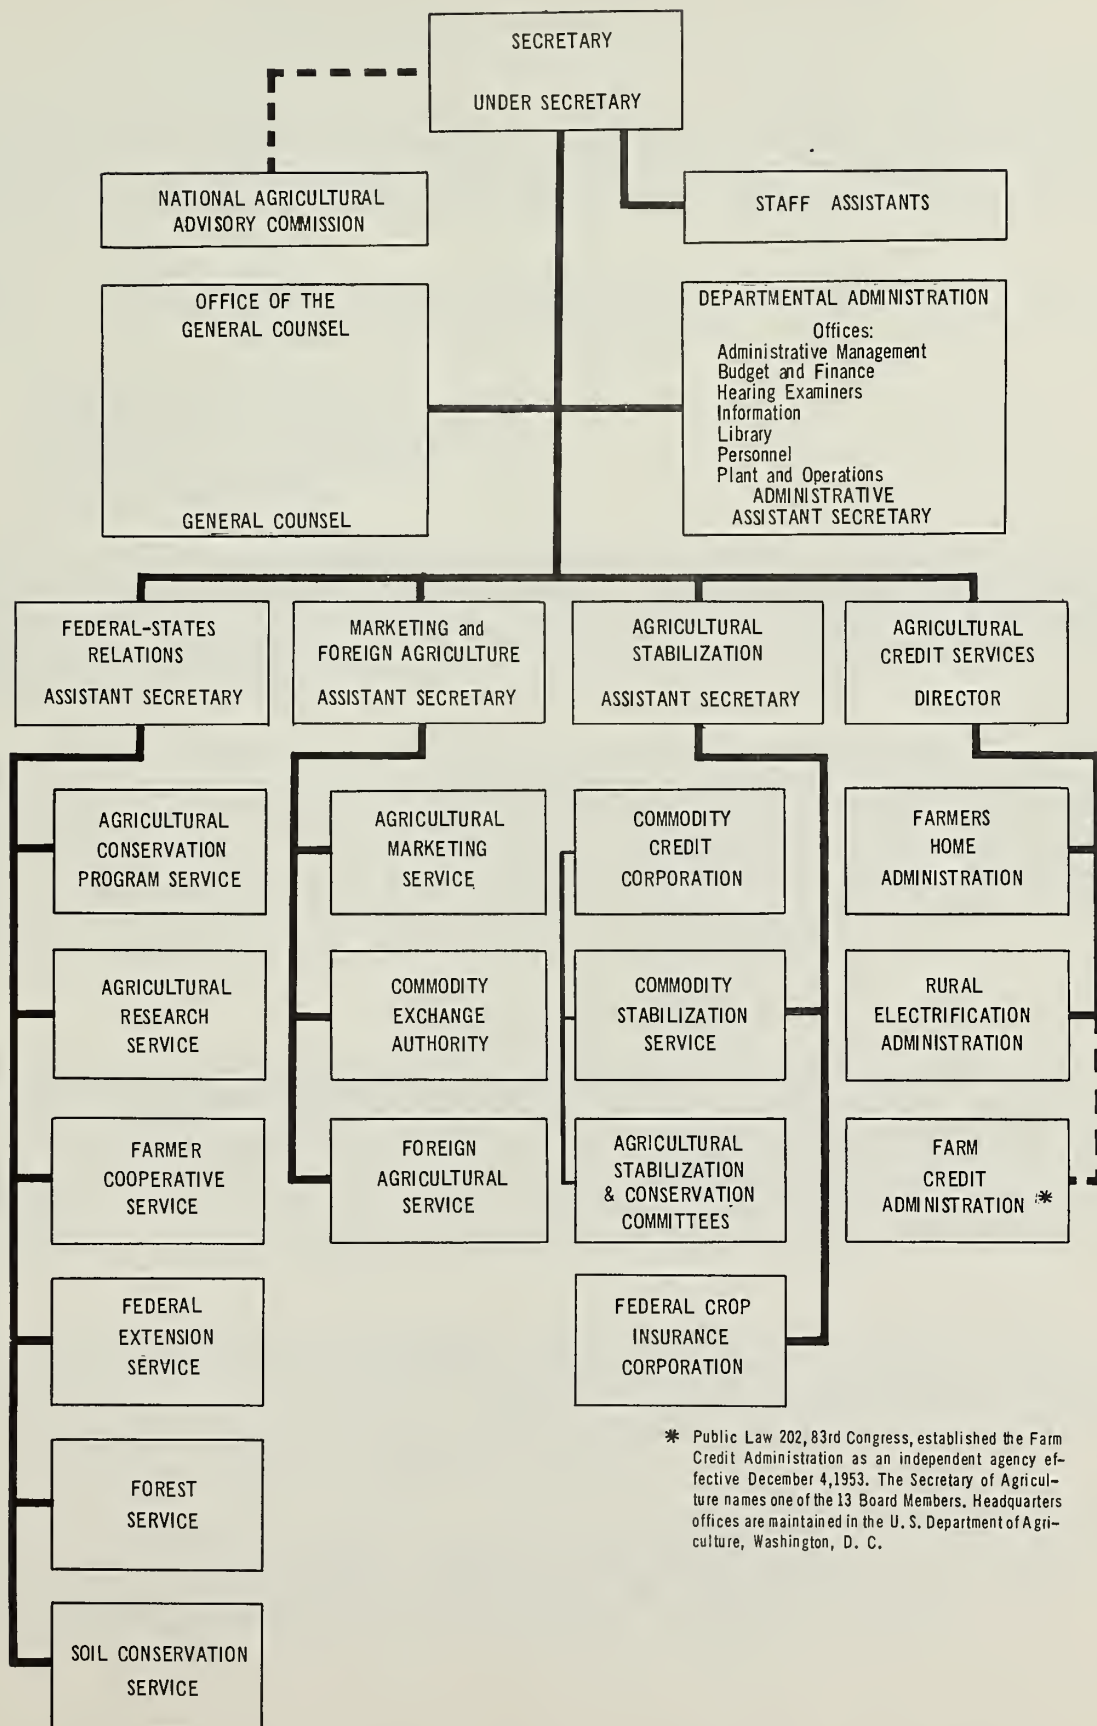 SECRETARY
UNDER SECRETARY
NATIONAL AGRICULTURAL
ADVISORY COMMISSION
STAFF ASSISTANTS
OFFICE OF THE
GENERAL COUNSEL
GENERAL COUNSEL
DEPARTMENTAL ADMINISTRATION
Offices:
Administrative Management
Budget and Finance
Hearing Examiners
Information
Library
Personnel
Plant and Operations
ADMINISTRATIVE
ASSISTANT SECRETARY
FEDERAL-STATES
RELATIONS
ASSISTANT SECRETARY
MARKETING and
FOREIGN AGRICULTURE
ASSISTANT SECRETARY
AGRICULTURAL
STABILIZATION
ASSISTANT SECRETARY
AGRICULTURAL
CREDIT SERVICES
DIRECTOR
AGRICULTURAL
CONSERVATION
PROGRAM SERVICE
AGRICULTURAL
RESEARCH
SERVICE
FARMER
COOPERATIVE
SERVICE
FEDERAL
EXTENSION
SERVICE
FOREST
SERVICE
SOIL CONSERVATION
SERVICE
AGRICULTURAL
MARKETING
SERVICE
COMMODITY
EXCHANGE
AUTHORITY
FOREIGN
AGRICULTURAL
SERVICE
COMMODITY
CREDIT
CORPORATION
COMMODITY
STABILIZATION
SERVICE
AGRICULTURAL
STABILIZATION
& CONSERVATION
COMMITTEES
FEDERAL CROP
INSURANCE
CORPORATION
FARMERS
HOME
ADMINISTRATION
RURAL
ELECTRIFICATION
ADMINISTRATION
FARM
CREDIT
ADMINISTRATION *
* Public Law 202, 83rd Congress, established the Farm
Credit Administration as an independent agency ef-
fective December 4, 1953. The Secretary of Agricul-
ture names one of the 13 Board Members. Headquarters
offices are maintained in the U. S. Department of Agri-
culture, Washington, D. C.